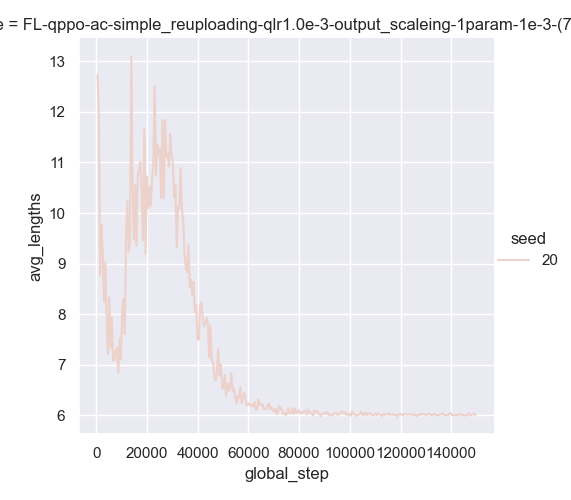 e = FL-qppo-ac-simple_reuploading-qlr1.0e-3-output_scaleing-1param-1e-3-(7
13
12
11
10
9
8
7
6
avg_lengths
0 20000 40000 60000 80000 100000 120000 140000
global_step
seed
20